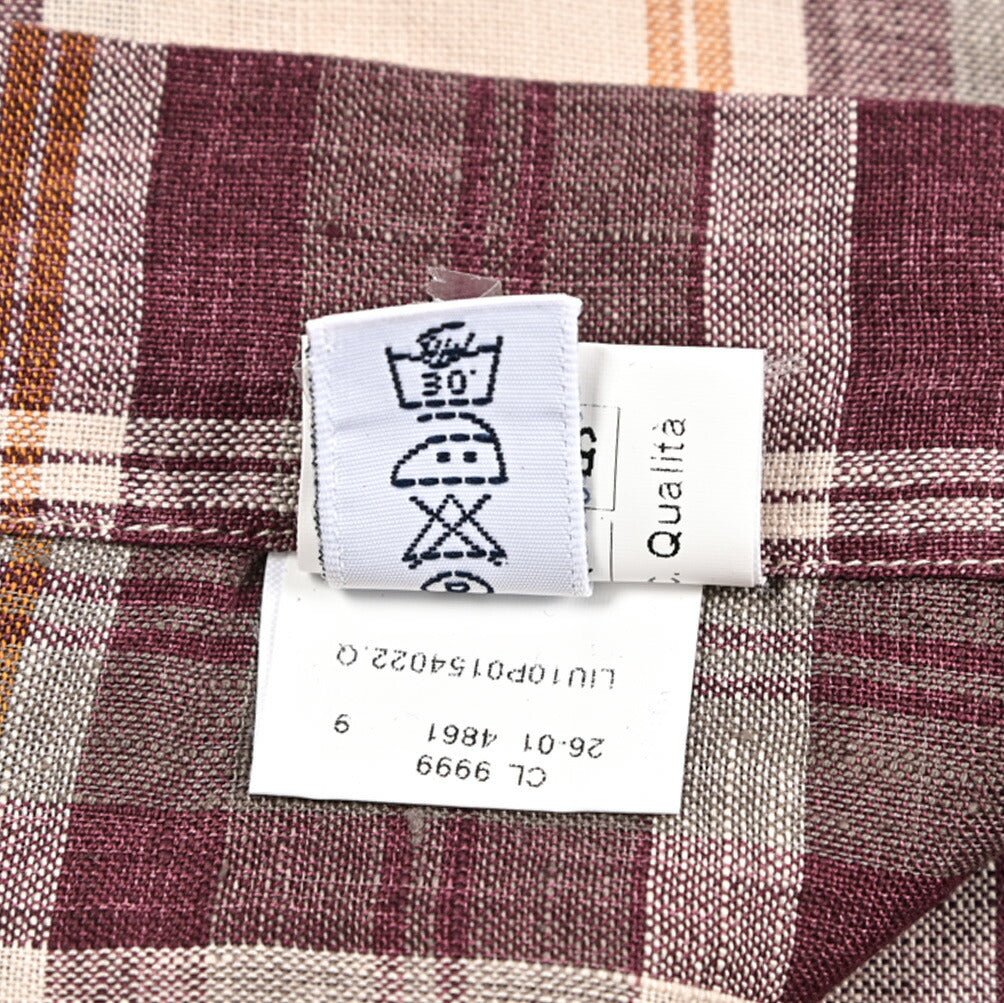 30°
C. Qualità
LIU10P0154022.Q
26-01 4861 9
CL 9999